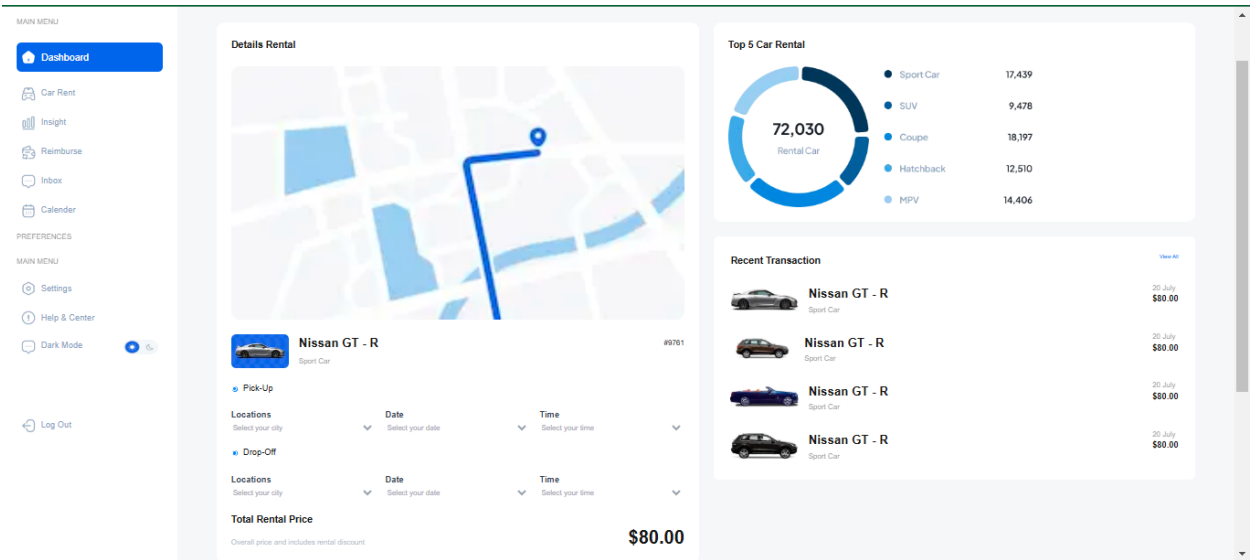 MAIN MENU
Dashboard
Car Rent
Insight
Reimburse
Inbox
Calender
PREFERENCES
MAIN MENU
Settings
Help & Center
Dark Mode
Log Out
Details Rental
Nissan GT - R
#9761
Sport Car
Pick-Up
Locations Date Time
Select your city Select your date Select your time
Drop-Off
Locations Date Time
Select your city Select your date Select your time
Total Rental Price
Overall price and includes rental discount
$80.00
Top 5 Car Rental
72,030
Rental Car
Sport Car 17,439
SUV 9,478
Coupe 18,197
Hatchback 12,510
MPV 14,406
Recent Transaction
View All
Nissan GT - R
Sport Car
20 July
$80.00
Nissan GT - R
Sport Car
20 July
$80.00
Nissan GT - R
Sport Car
20 July
$80.00
Nissan GT - R
Sport Car
20 July
$80.00